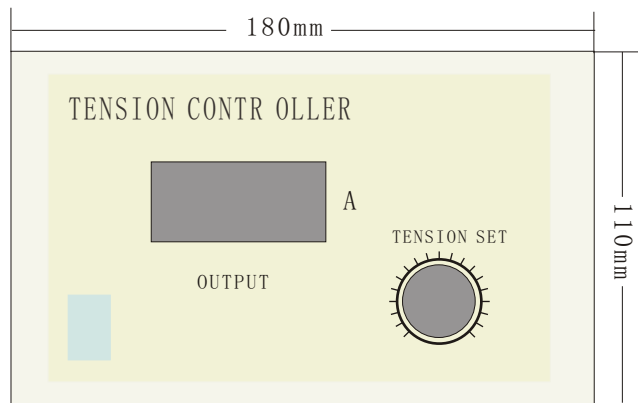 180mm
TENSION CONTR OLLER
A
110mm
TENSION SET
OUTPUT